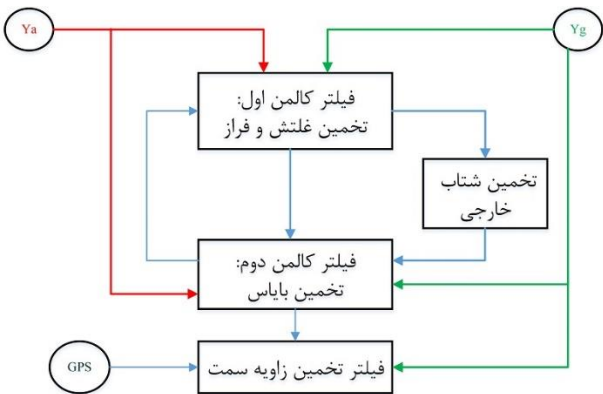 Ya
Yg
فیلتر کالمن اول:
تخمین غلتش و فراز
تخمین شتاب
خارجی
فیلتر کالمن دوم:
تخمین بایاس
GPS
فیلتر تخمین زاویه سمت